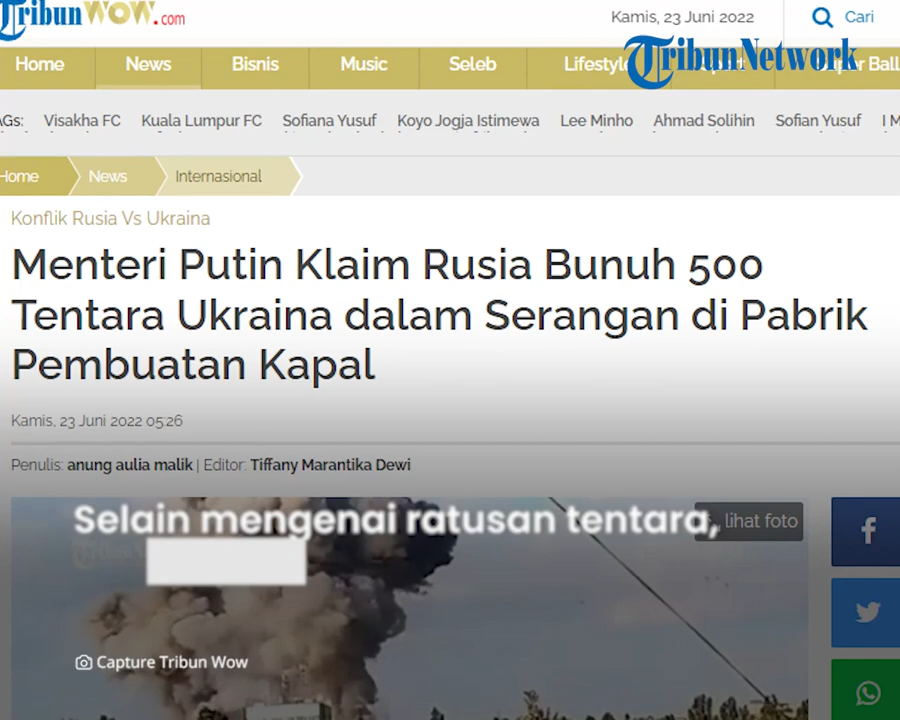 TribunWOW.com
Kamis, 23 Juni 2022
Cari
TribunNetwork
Home News Bisnis Music Seleb Lifestyle
Visakha FC Kuala Lumpur FC Sofiana Yusuf Koyo Jogja Istimewa Lee Minho Ahmad Solihin Sofian Yusuf
Home News Internasional
Konflik Rusia Vs Ukraina
Menteri Putin Klaim Rusia Bunuh 500
Tentara Ukraina dalam Serangan di Pabrik
Pembuatan Kapal
Kamis, 23 Juni 2022 05:26
Penulis: anung aulia malik | Editor: Tiffany Marantika Dewi
Selain mengenai ratusan tentara,
lihat foto
Capture Tribun Wow